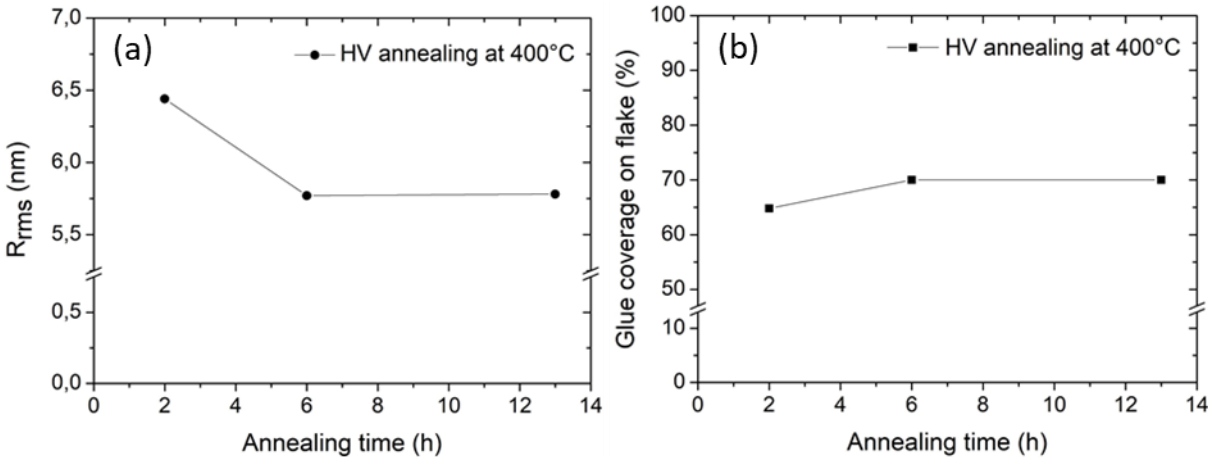 (a)
HV annealing at 400°C
7,0
6,5
6,0
5,5
0,5
0,0
Rrms (nm)
0 2 4 6 8 10 12 14
Annealing time (h)
(b)
HV annealing at 400°C
100
90
80
70
60
50
10
0
Glue coverage on flake (%)
0 2 4 6 8 10 12 14
Annealing time (h)